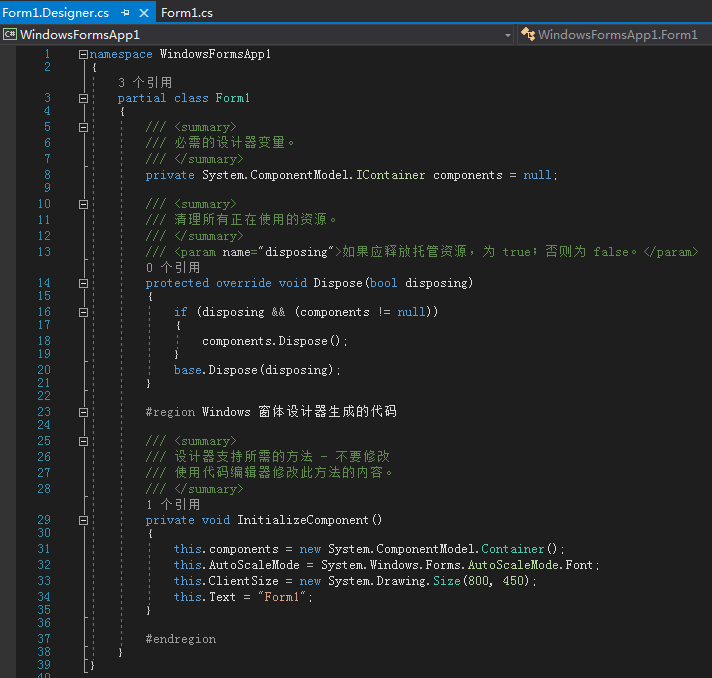 Form1.Designer.cs Form1.cs
C# WindowsFormsApp1 WindowsFormsApp1.Form1
1 namespace WindowsFormsApp1
2 {
3 个引用
3 partial class Form1
4 {
5 /// <summary>
6 /// 必需的设计器变量。
7 /// </summary>
8 private System.ComponentModel.IContainer components = null;
9
10 /// <summary>
11 /// 清理所有正在使用的资源。
12 /// </summary>
13 /// <param name="disposing">如果应释放托管资源，为 true；否则为 false。</param>
0 个引用
14 protected override void Dispose(bool disposing)
15 {
16 if (disposing && (components != null))
17 {
18 components.Dispose();
19 }
20 base.Dispose(disposing);
21 }
22
23 #region Windows 窗体设计器生成的代码
24
25 /// <summary>
26 /// 设计器支持所需的方法 - 不要修改
27 /// 使用代码编辑器修改此方法的内容。
28 /// </summary>
1 个引用
29 private void InitializeComponent()
30 {
31 this.components = new System.ComponentModel.Container();
32 this.AutoScaleMode = System.Windows.Forms.AutoScaleMode.Font;
33 this.ClientSize = new System.Drawing.Size(800, 450);
34 this.Text = "Form1";
35 }
36
37 #endregion
38 }
39 }
40